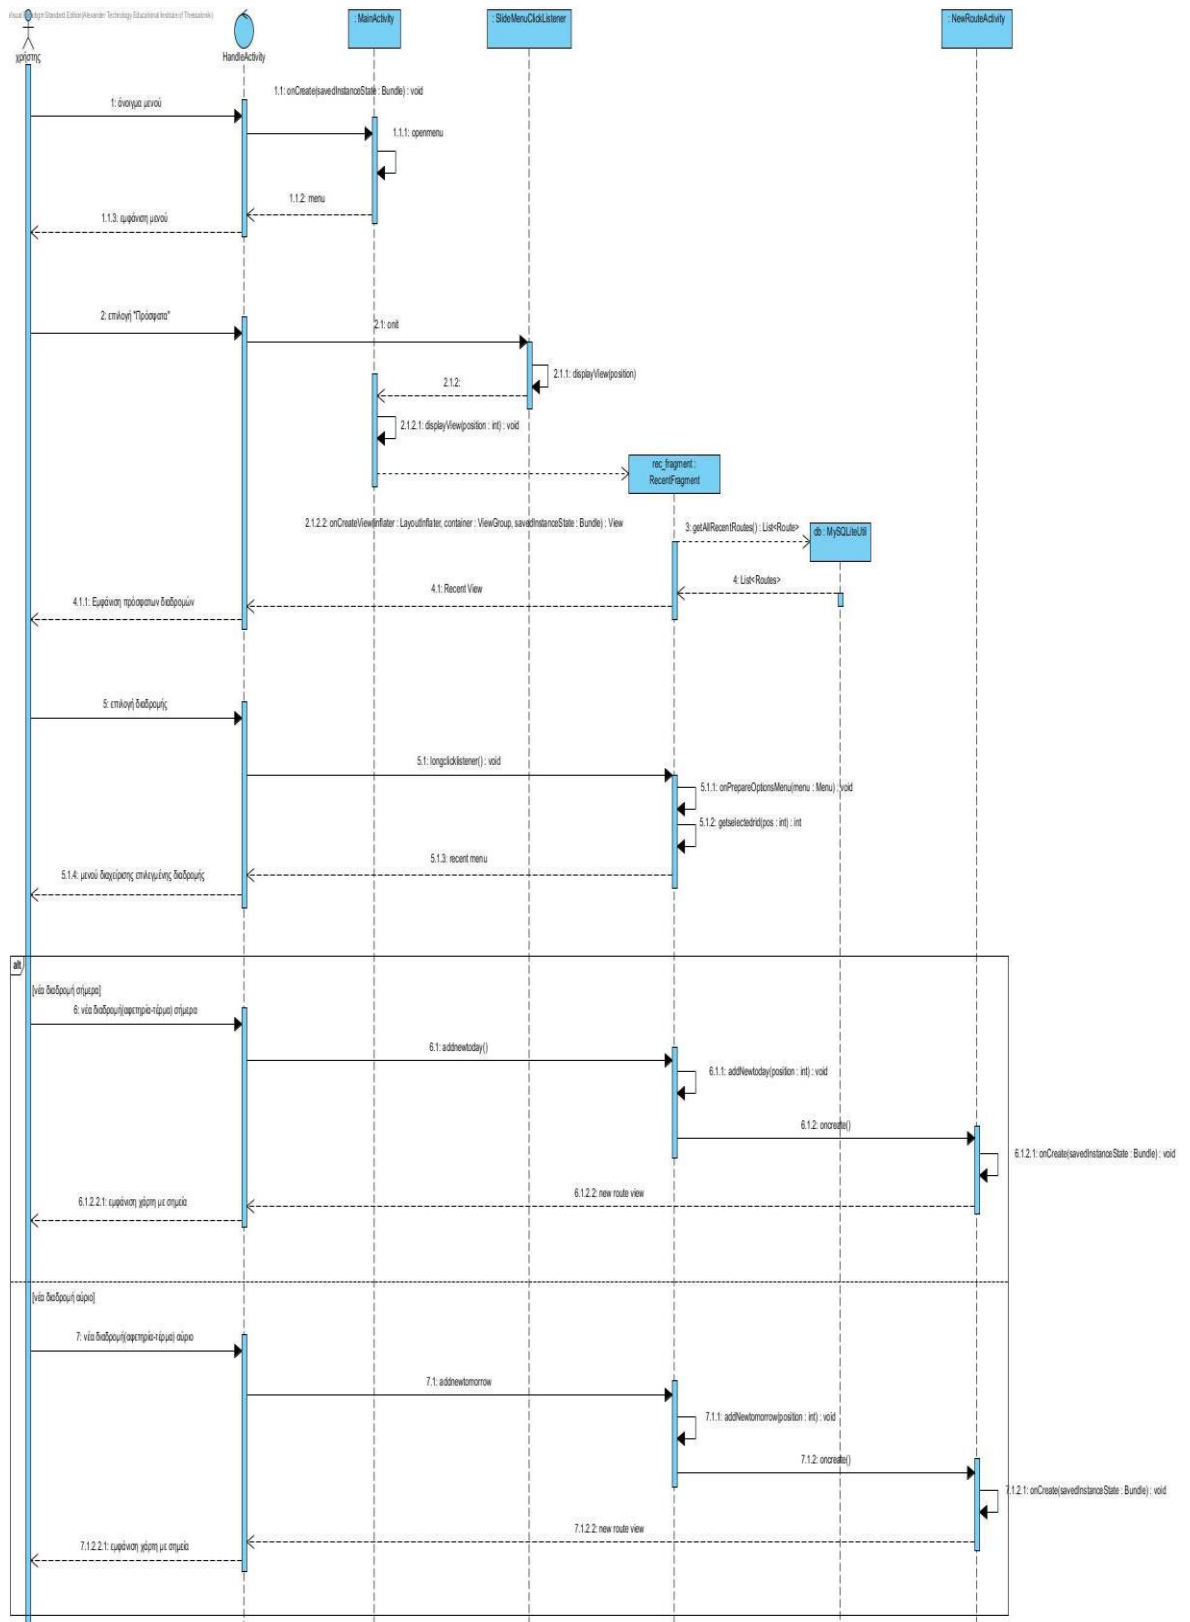 Visual Paradigm Standard Edition(Alexander Technology Educational Institute of Thessaloniki)
χρήστης
HandleActivity
: MainActivity
: SlideMenuClickListener
: NewRouteActivity
1.1: onCreate(savedInstanceState : Bundle) : void
1: άνοιγμα μενού
1.1.1: openmenu
1.1.2: menu
1.1.3: εμφάνιση μενού
2: επιλογή "Πρόσφατα"
2.1: onit
2.1.1: displayView(position)
2.1.2:
2.1.2.1: displayView(position : int) : void
rec_fragment :
RecentFragment
2.1.2.2: onCreateView(inflater : LayoutInflater, container : ViewGroup, savedInstanceState : Bundle) : View
3: getAllRecentRoutes() : List<Route>
db : MySQLiteUtil
4: List<Routes>
4.1: Recent View
4.1.1: Εμφάνιση πρόσφατων διαδρομών
5: επιλογή διαδρομής
5.1: longclicklistener() : void
5.1.1: onPrepareOptionsMenu(menu : Menu) : void
5.1.2: getselectedrId(pos : int) : int
5.1.3: recent menu
5.1.4: μενού διαχείρισης επιλεγμένης διαδρομής
alt
[νέα διαδρομή σήμερα]
6: νέα διαδρομή(αφετηρία-τέρμα) σήμερα
6.1: addnewtoday()
6.1.1: addNewtoday(position : int) : void
6.1.2: oncreate()
6.1.2.1: onCreate(savedInstanceState : Bundle) : void
6.1.2.2: new route view
6.1.2.2.1: εμφάνιση χάρτη με σημεία
[νέα διαδρομή αύριο]
7: νέα διαδρομή(αφετηρία-τέρμα) αύριο
7.1: addnewtomorrow
7.1.1: addNewtomorrow(position : int) : void
7.1.2: oncreate()
7.1.2.1: onCreate(savedInstanceState : Bundle) : void
7.1.2.2: new route view
7.1.2.2.1: εμφάνιση χάρτη με σημεία